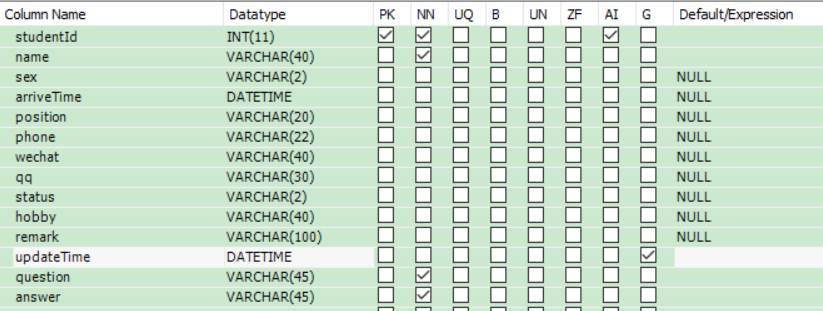 Column Name Datatype PK NN UQ B UN ZF AI G Default/Expression
studentId INT(11)
name VARCHAR(40)
sex VARCHAR(2) NULL
arriveTime DATETIME NULL
position VARCHAR(20) NULL
phone VARCHAR(22) NULL
wechat VARCHAR(40) NULL
qq VARCHAR(30) NULL
status VARCHAR(2) NULL
hobby VARCHAR(40) NULL
remark VARCHAR(100) NULL
updateTime DATETIME
question VARCHAR(45)
answer VARCHAR(45)